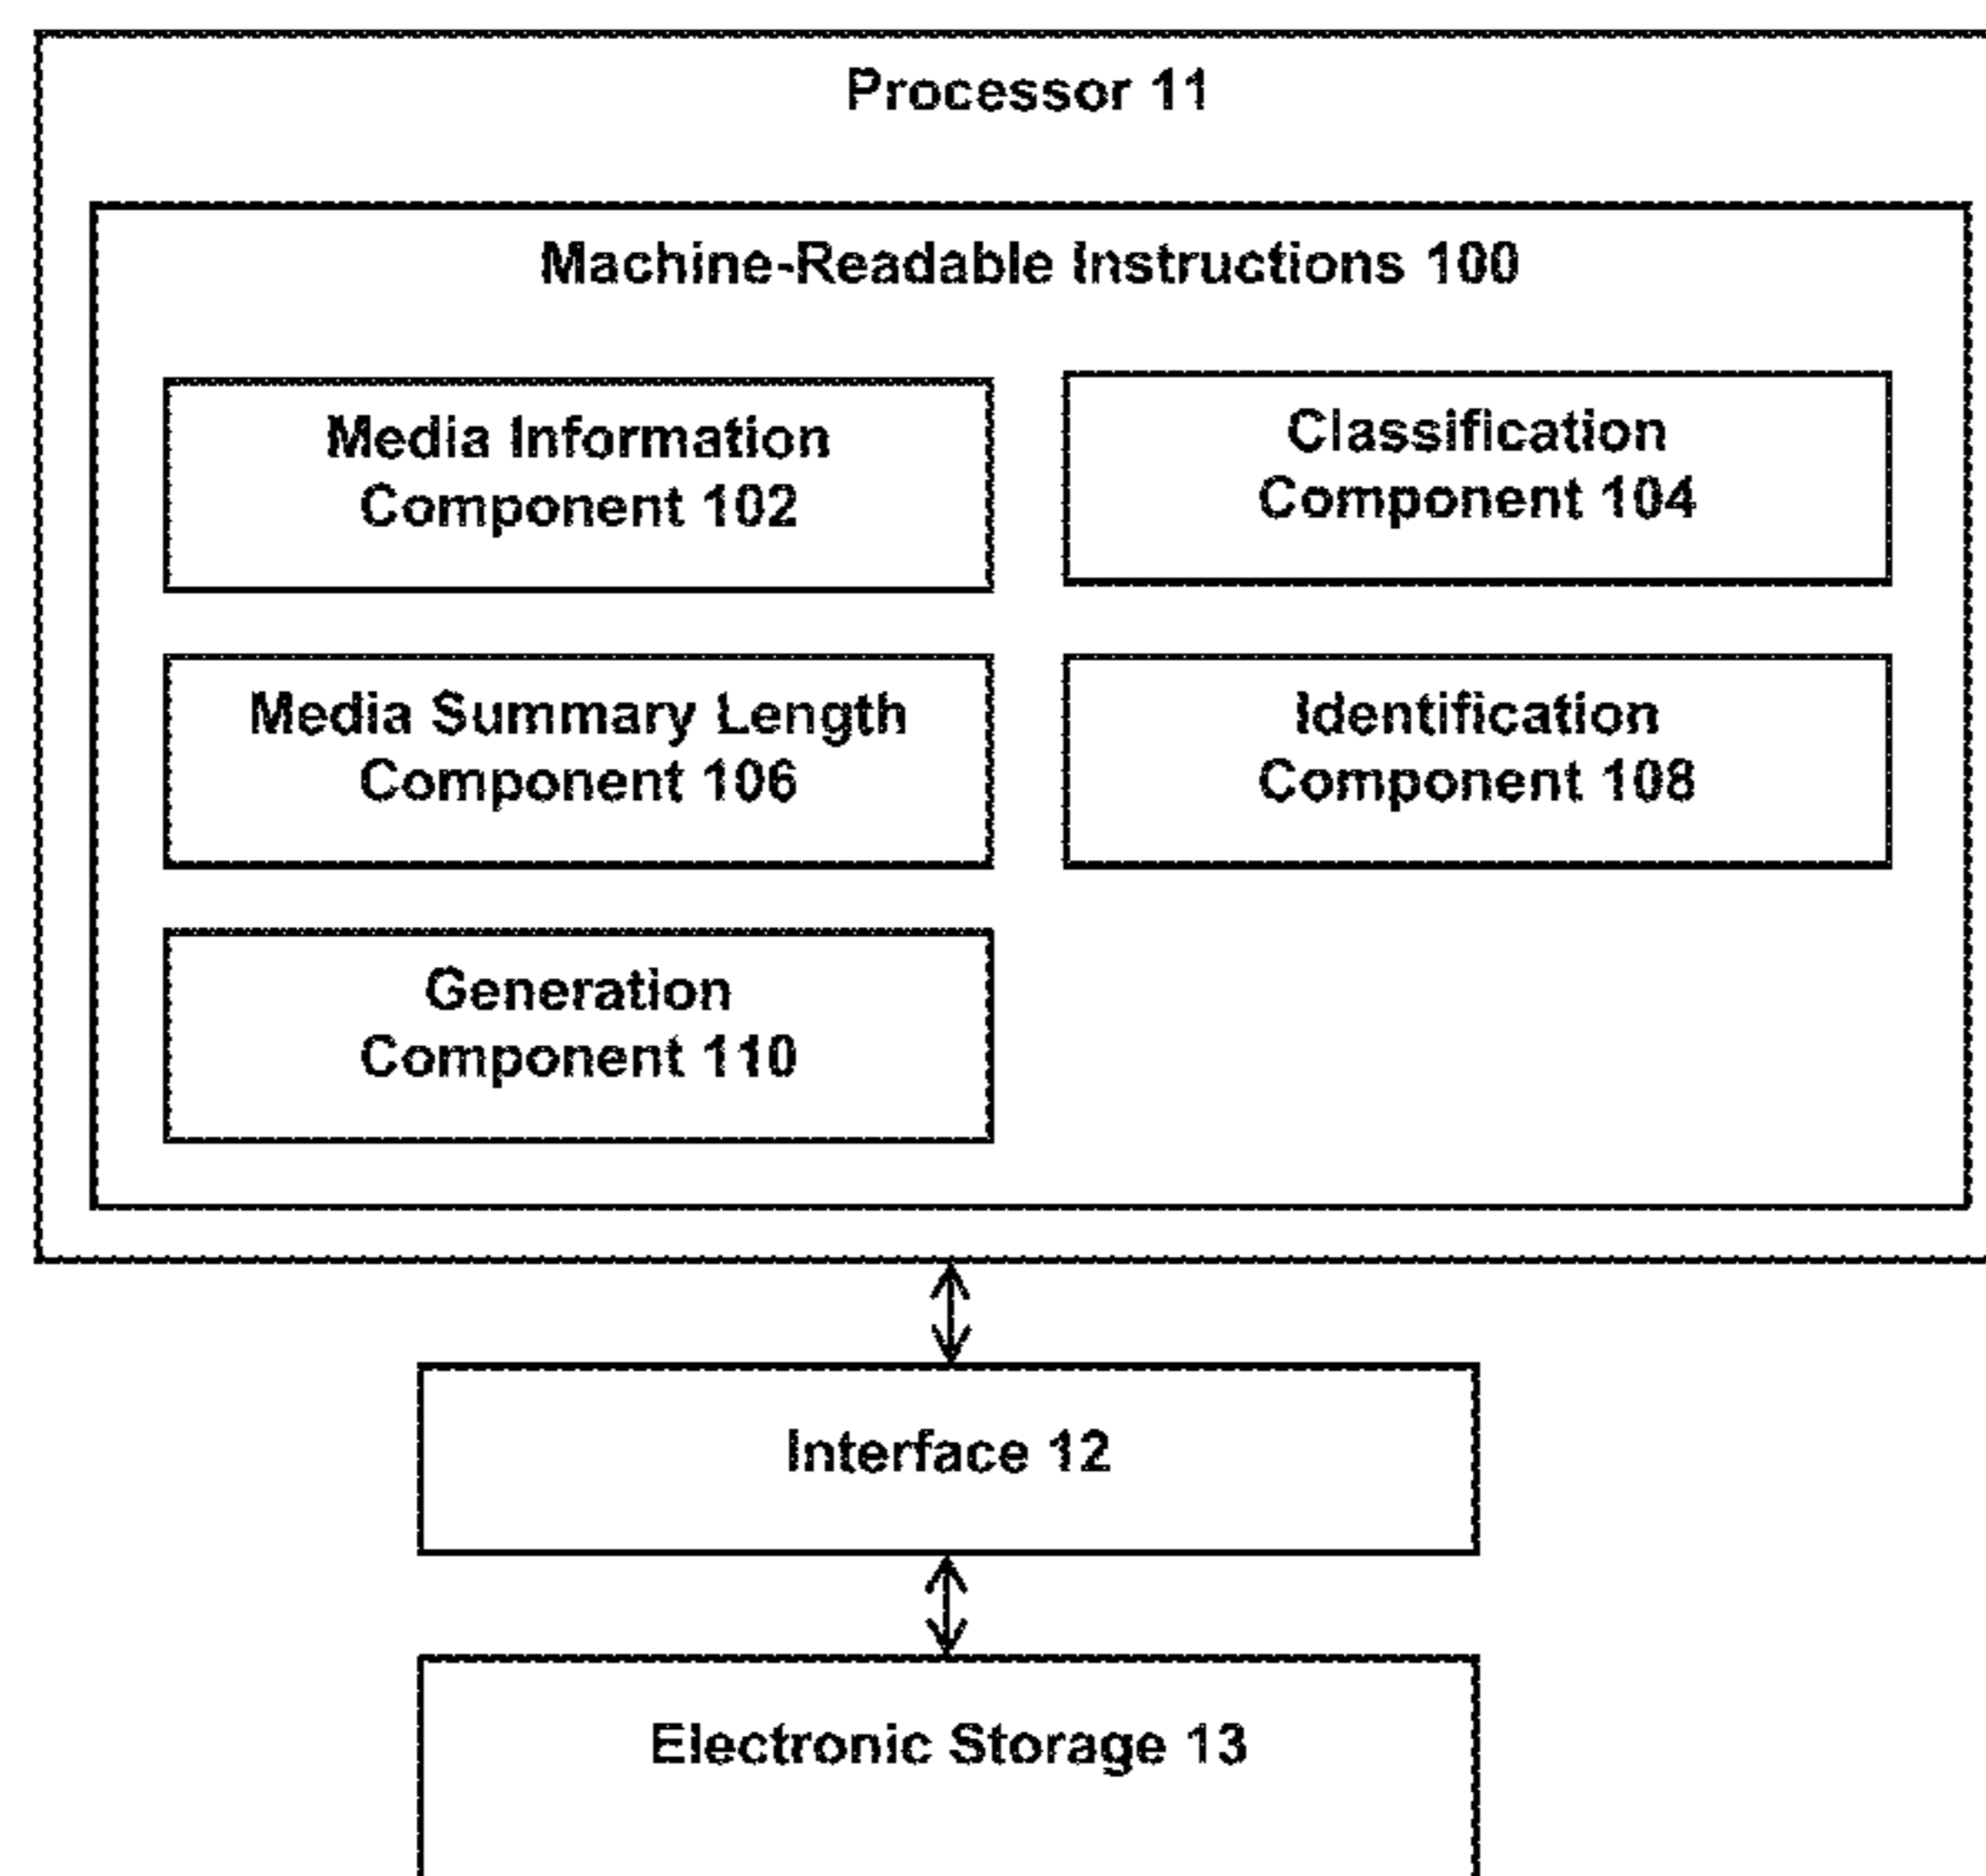 Processor 11
Machine-Readable Instructions 100
Media Information
Component 102
Classification
Component 104
Media Summary Length
Component 106
Identification
Component 108
Generation
Component 110
Interface 12
Electronic Storage 13